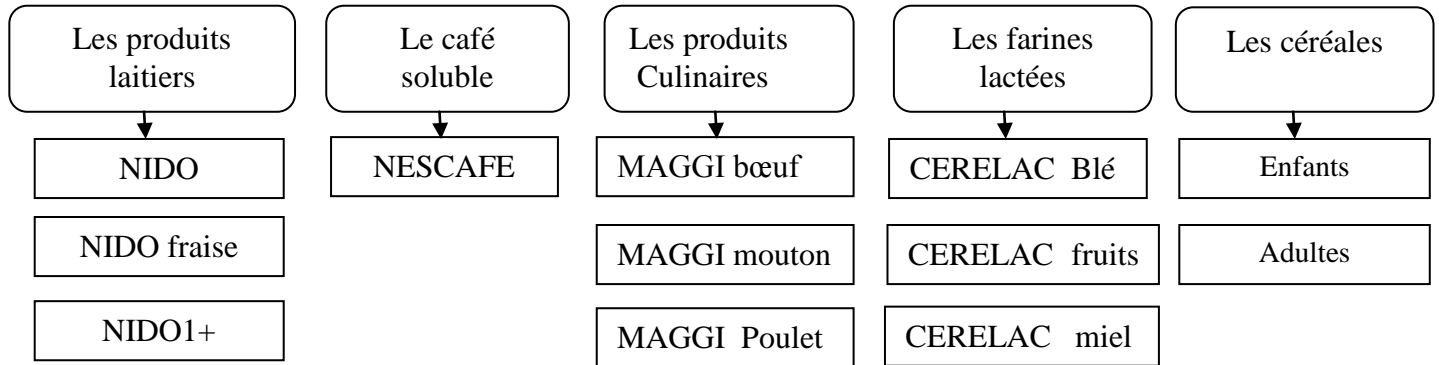 Les produits
laitiers
Le café
soluble
Les produits
Culinaires
Les farines
lactées
Les céréales
NIDO
NESCAFE
MAGGI bœuf
CERELAC Blé
Enfants
NIDO fraise
MAGGI mouton
CERELAC fruits
Adultes
NIDO1+
MAGGI Poulet
CERELAC miel